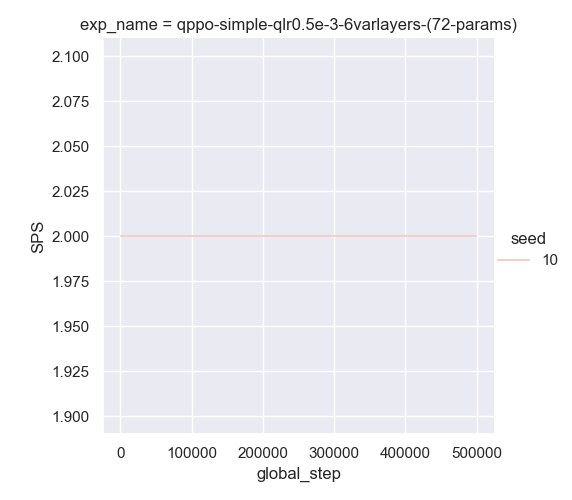 exp_name = qppo-simple-qlr0.5e-3-6varlayers-(72-params)
2.100
2.075
2.050
2.025
2.000
1.975
1.950
1.925
1.900
SPS
0 100000 200000 300000 400000 500000
global_step
seed
10